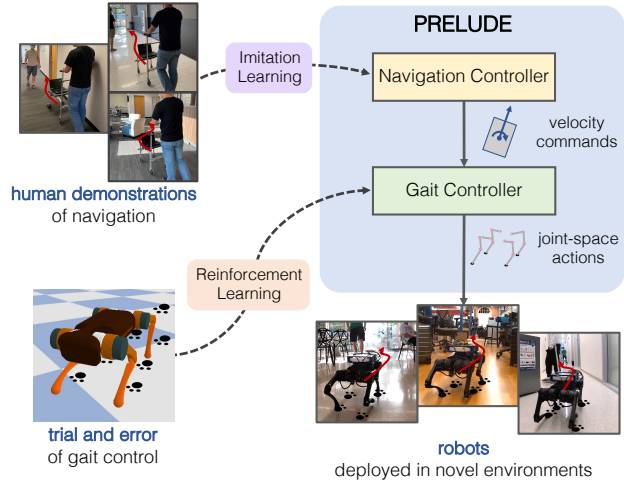 PRELUDE
Imitation
Learning
Navigation Controller
velocity
commands
human demonstrations
of navigation
Gait Controller
joint-space
actions
Reinforcement
Learning
trial and error
of gait control
robots
deployed in novel environments